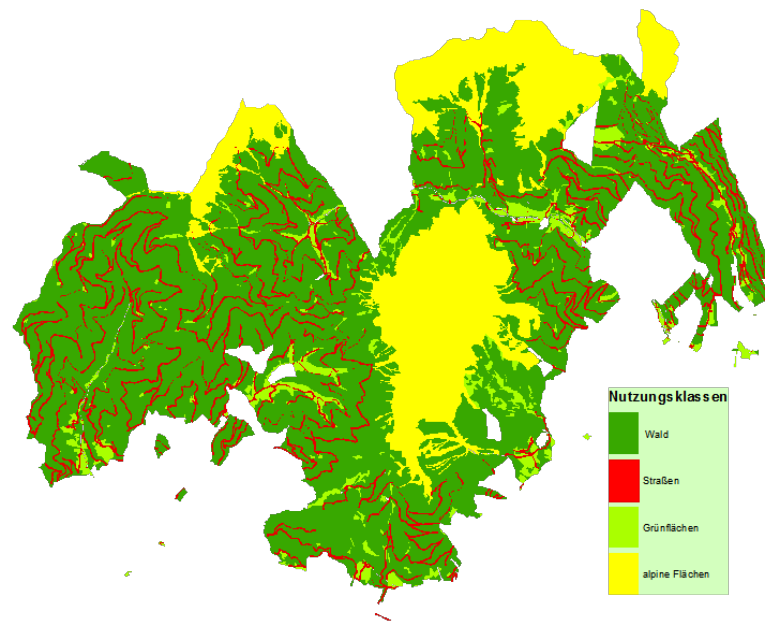 Nutzungsklassen
Wald
Straßen
Grünflächen
alpine Flächen